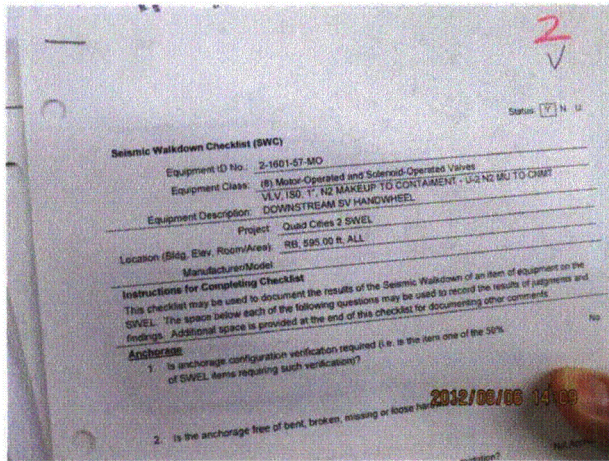 2
V
Status: Y N U
Seismic Walkdown Checklist (SWC)
Equipment ID No.: 2-1601-57-MO
Equipment Class: (8) Motor-Operated and Solenoid-Operated Valves
VLV, ISO, 1", N2 MAKEUP TO CONTAIMENT - U-2 N2 MU TO CNMT
Equipment Description: DOWNSTREAM SV HANDWHEEL
Project: Quad Cities 2 SWEL
Location (Bldg, Elev, Room/Area): RB, 595.00 ft, ALL
Manufacturer/Model
Instructions for Completing Checklist
This checklist may be used to document the results of the Seismic Walkdown of an item of equipment on the
SWEL. The space below each of the following questions may be used to record the results of judgments and
findings. Additional space is provided at the end of this checklist for documenting other comments.
Anchorage
1. Is anchorage configuration verification required (i.e. is the item one of the 50% No
of SWEL items requiring such verification)?
2012/08/06 14:
2. Is the anchorage free of bent, broken, missing or loose Not